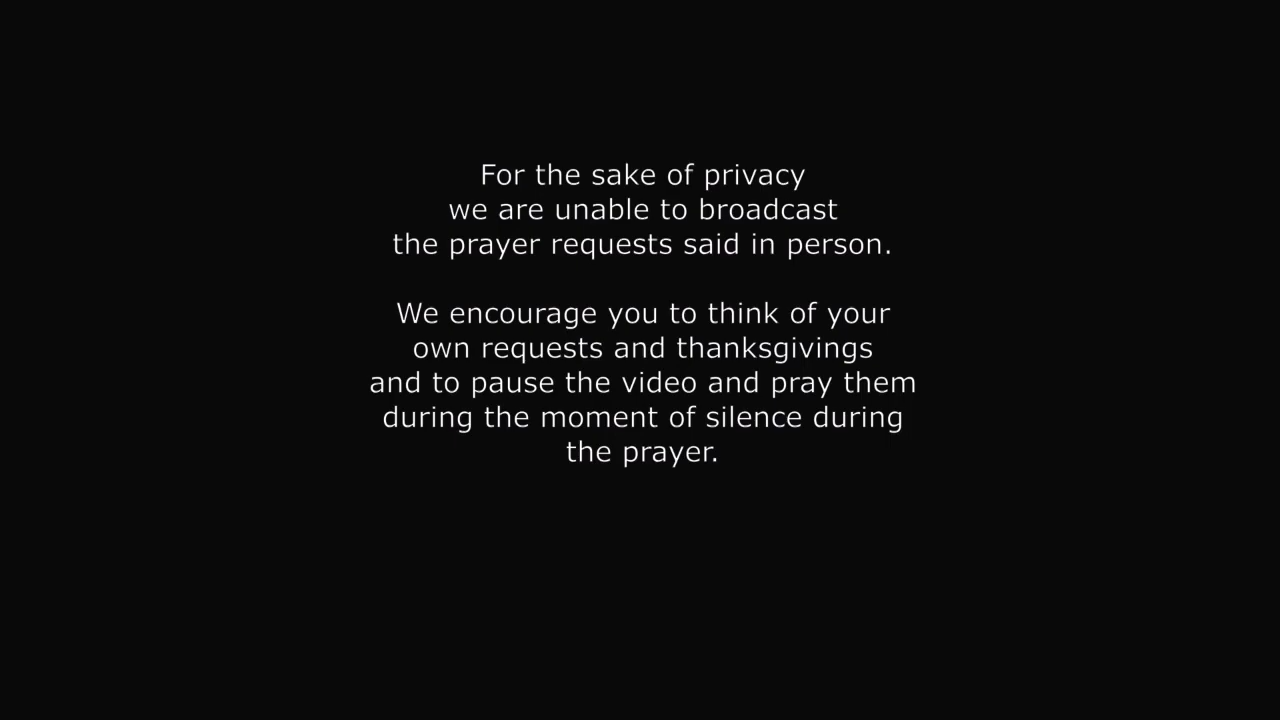 For the sake of privacy
we are unable to broadcast
the prayer requests said in person.
We encourage you to think of your
own requests and thanksgivings
and to pause the video and pray them
during the moment of silence during
the prayer.